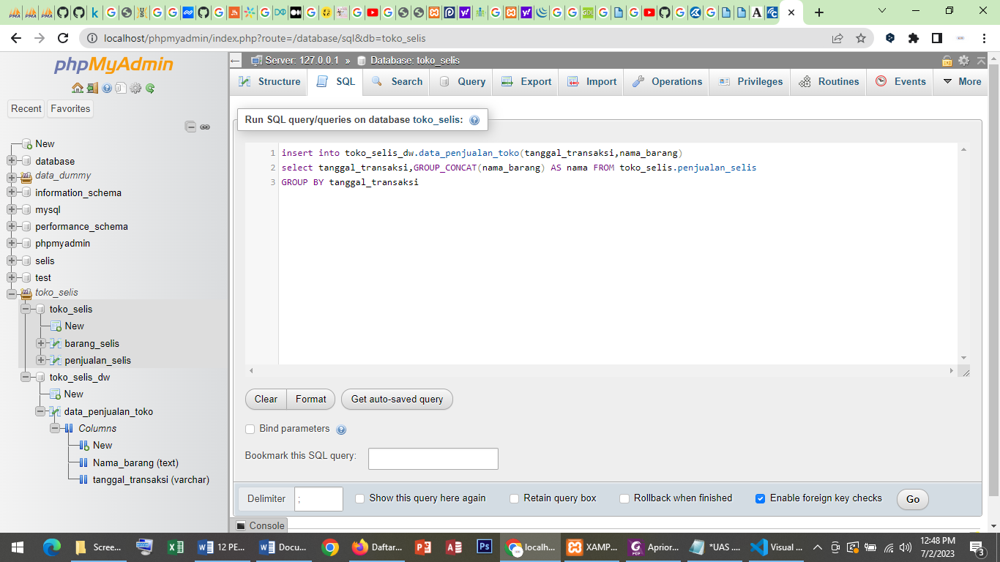 localhost/phpmyadmin/index.php?route=/database/sql&db=toko_selis
phpMyAdmin
Recent
Favorites
New
database
data_dummy
information_schema
mysql
performance_schema
phpmyadmin
selis
test
toko_selis
toko_selis
New
barang_selis
penjualan_selis
toko_selis_dw
New
data_penjualan_toko
Columns
New
Nama_barang (text)
tanggal_transaksi (varchar)
Server: 127.0.0.1 » Database: toko_selis
Structure SQL Search Query Export Import Operations Privileges Routines Events More
Run SQL query/queries on database toko_selis:
1 insert into toko_selis_dw.data_penjualan_toko(tanggal_transaksi,nama_barang)
2 select tanggal_transaksi,GROUP_CONCAT(nama_barang) AS nama FROM toko_selis.penjualan_selis
3 GROUP BY tanggal_transaksi
Clear Format Get auto-saved query
Bind parameters
Bookmark this SQL query:
Delimiter ; Show this query here again Retain query box Rollback when finished Enable foreign key checks Go
Console
Scree... 12 PE... Docu... Daftar... localh... XAMP... Aprior... *UAS ... Visual ...
12:48 PM
7/2/2023
3